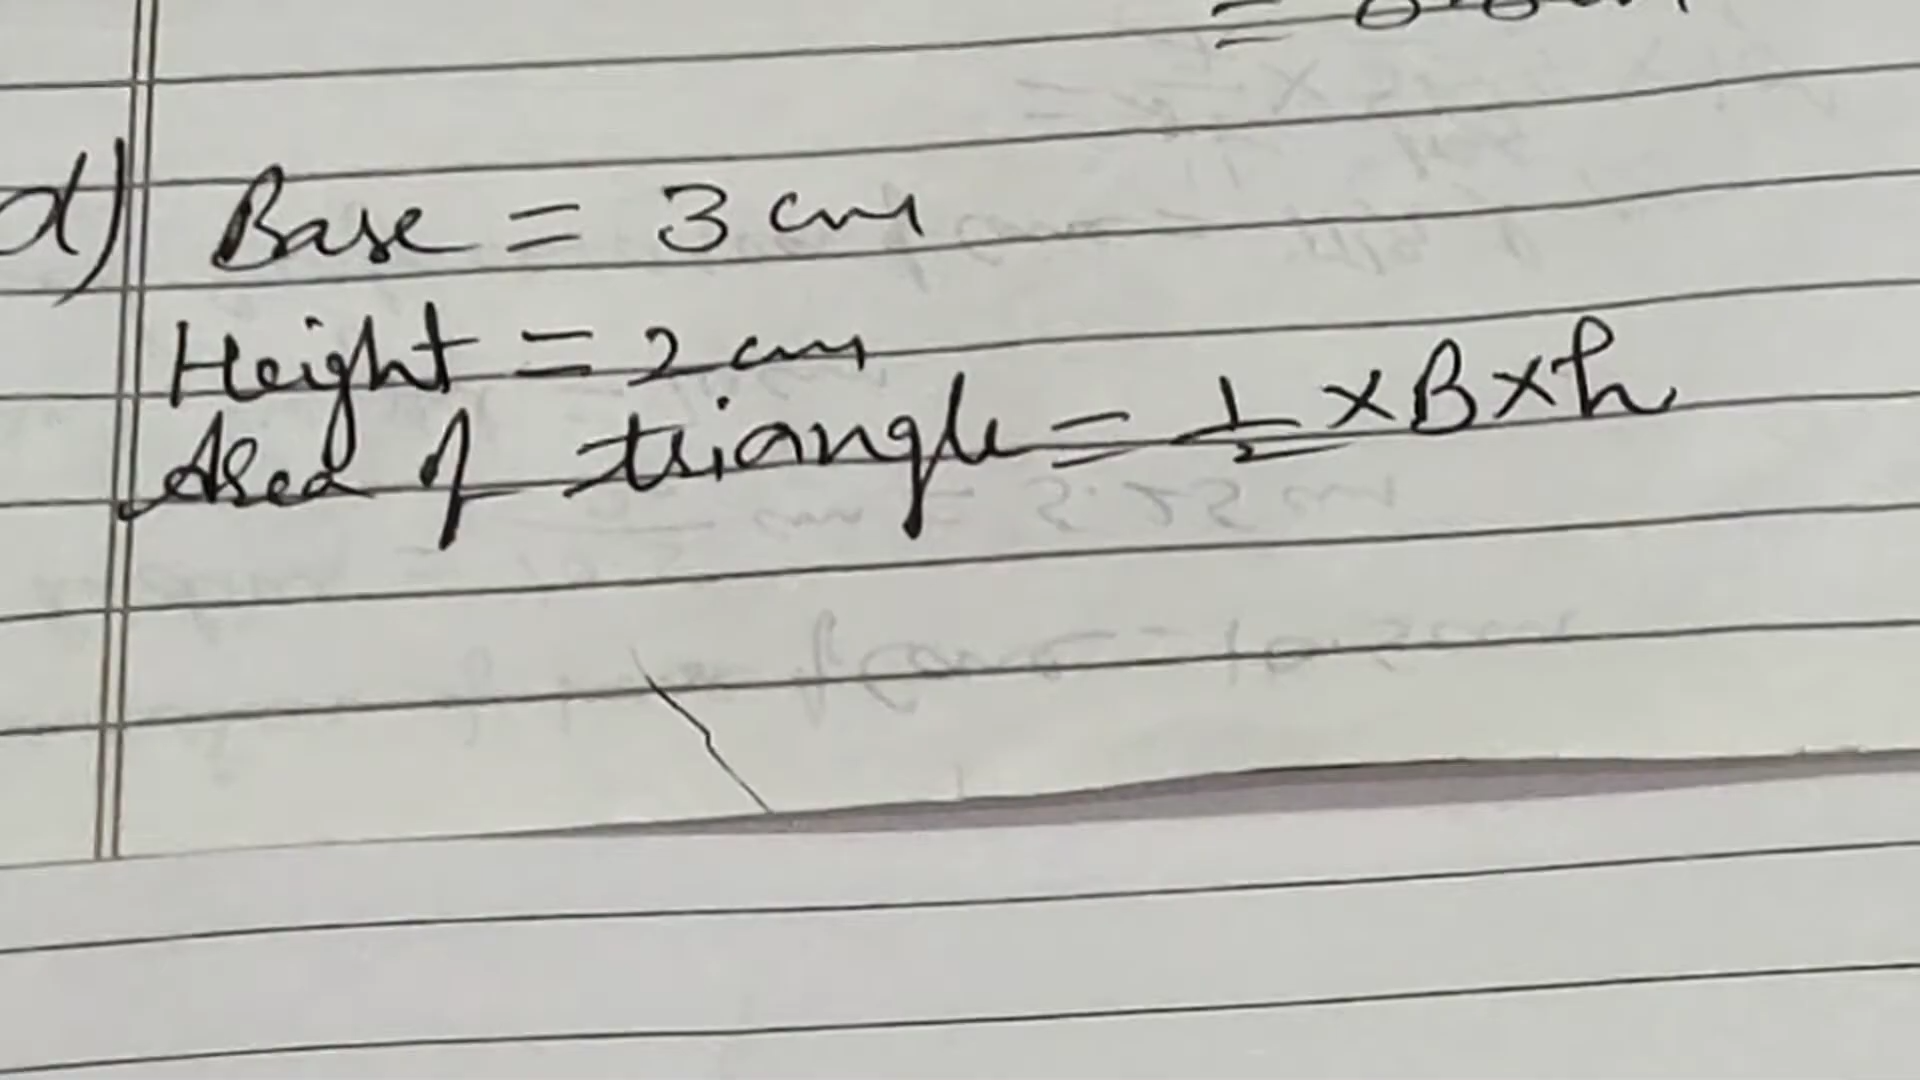 d) Base = 3 cm
Height = 2 cm
Area of triangle = 1/2 × B × h